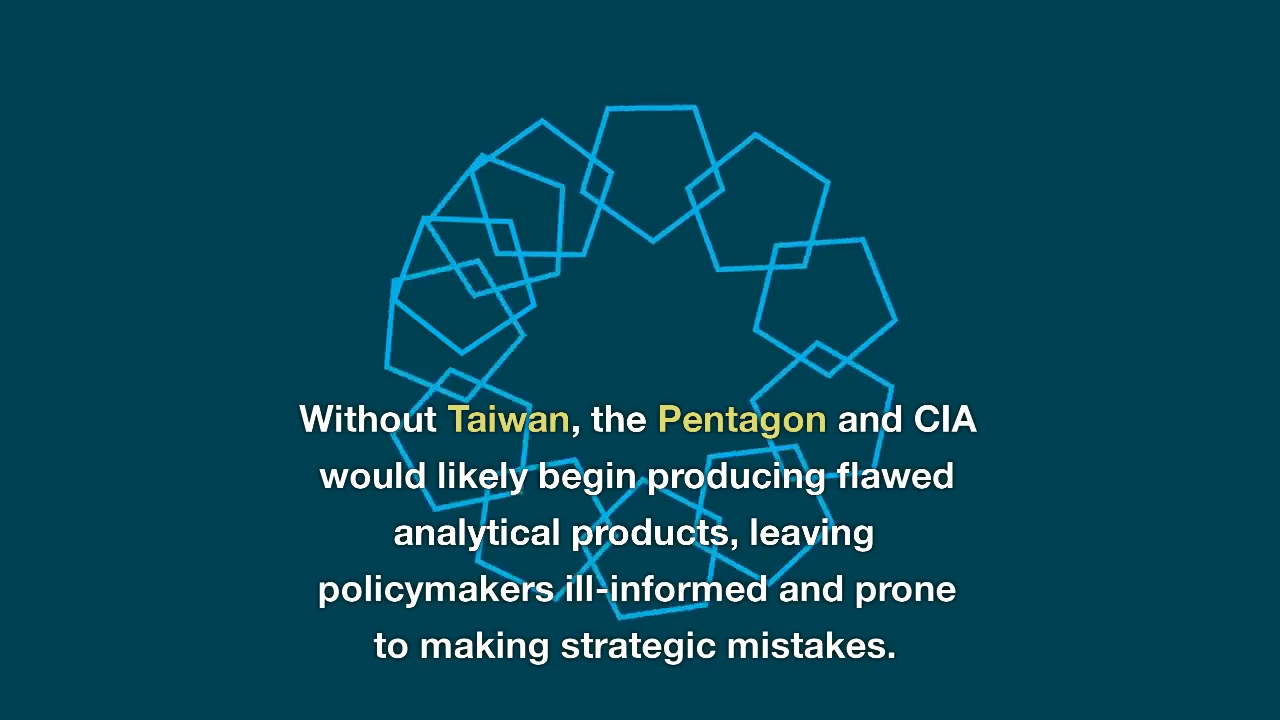 Without Taiwan, the Pentagon and CIA
would likely begin producing flawed
analytical products, leaving
policymakers ill-informed and prone
to making strategic mistakes.